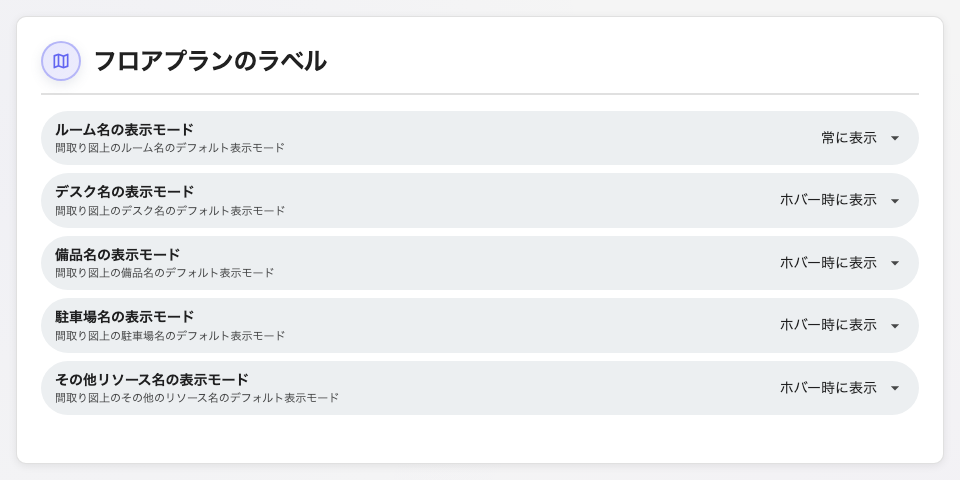 フロアプランのラベル
ルーム名の表示モード
間取り図上のルーム名のデフォルト表示モード
常に表示
デスク名の表示モード
間取り図上のデスク名のデフォルト表示モード
ホバー時に表示
備品名の表示モード
間取り図上の備品名のデフォルト表示モード
ホバー時に表示
駐車場名の表示モード
間取り図上の駐車場名のデフォルト表示モード
ホバー時に表示
その他リソース名の表示モード
間取り図上のその他のリソース名のデフォルト表示モード
ホバー時に表示